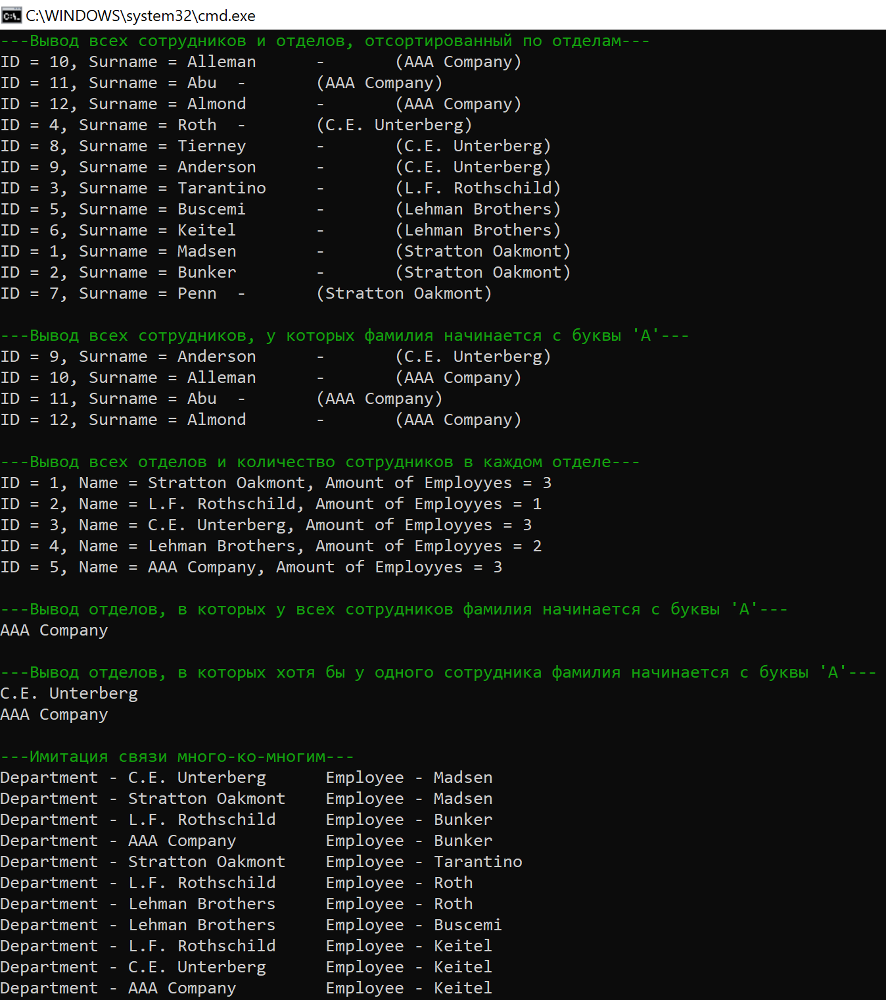 C:\WINDOWS\system32\cmd.exe
---Вывод всех сотрудников и отделов, отсортированный по отделам---
ID = 10, Surname = Alleman - (AAA Company)
ID = 11, Surname = Abu - (AAA Company)
ID = 12, Surname = Almond - (AAA Company)
ID = 4, Surname = Roth - (C.E. Unterberg)
ID = 8, Surname = Tierney - (C.E. Unterberg)
ID = 9, Surname = Anderson - (C.E. Unterberg)
ID = 3, Surname = Tarantino - (L.F. Rothschild)
ID = 5, Surname = Buscemi - (Lehman Brothers)
ID = 6, Surname = Keitel - (Lehman Brothers)
ID = 1, Surname = Madsen - (Stratton Oakmont)
ID = 2, Surname = Bunker - (Stratton Oakmont)
ID = 7, Surname = Penn - (Stratton Oakmont)
---Вывод всех сотрудников, у которых фамилия начинается с буквы 'А'---
ID = 9, Surname = Anderson - (C.E. Unterberg)
ID = 10, Surname = Alleman - (AAA Company)
ID = 11, Surname = Abu - (AAA Company)
ID = 12, Surname = Almond - (AAA Company)
---Вывод всех отделов и количество сотрудников в каждом отделе---
ID = 1, Name = Stratton Oakmont, Amount of Employyes = 3
ID = 2, Name = L.F. Rothschild, Amount of Employyes = 1
ID = 3, Name = C.E. Unterberg, Amount of Employyes = 3
ID = 4, Name = Lehman Brothers, Amount of Employyes = 2
ID = 5, Name = AAA Company, Amount of Employyes = 3
---Вывод отделов, в которых у всех сотрудников фамилия начинается с буквы 'А'---
AAA Company
---Вывод отделов, в которых хотя бы у одного сотрудника фамилия начинается с буквы 'А'---
C.E. Unterberg
AAA Company
---Имитация связи много-ко-многим---
Department - C.E. Unterberg Employee - Madsen
Department - Stratton Oakmont Employee - Madsen
Department - L.F. Rothschild Employee - Bunker
Department - AAA Company Employee - Bunker
Department - Stratton Oakmont Employee - Tarantino
Department - L.F. Rothschild Employee - Roth
Department - Lehman Brothers Employee - Roth
Department - Lehman Brothers Employee - Buscemi
Department - L.F. Rothschild Employee - Keitel
Department - C.E. Unterberg Employee - Keitel
Department - AAA Company Employee - Keitel